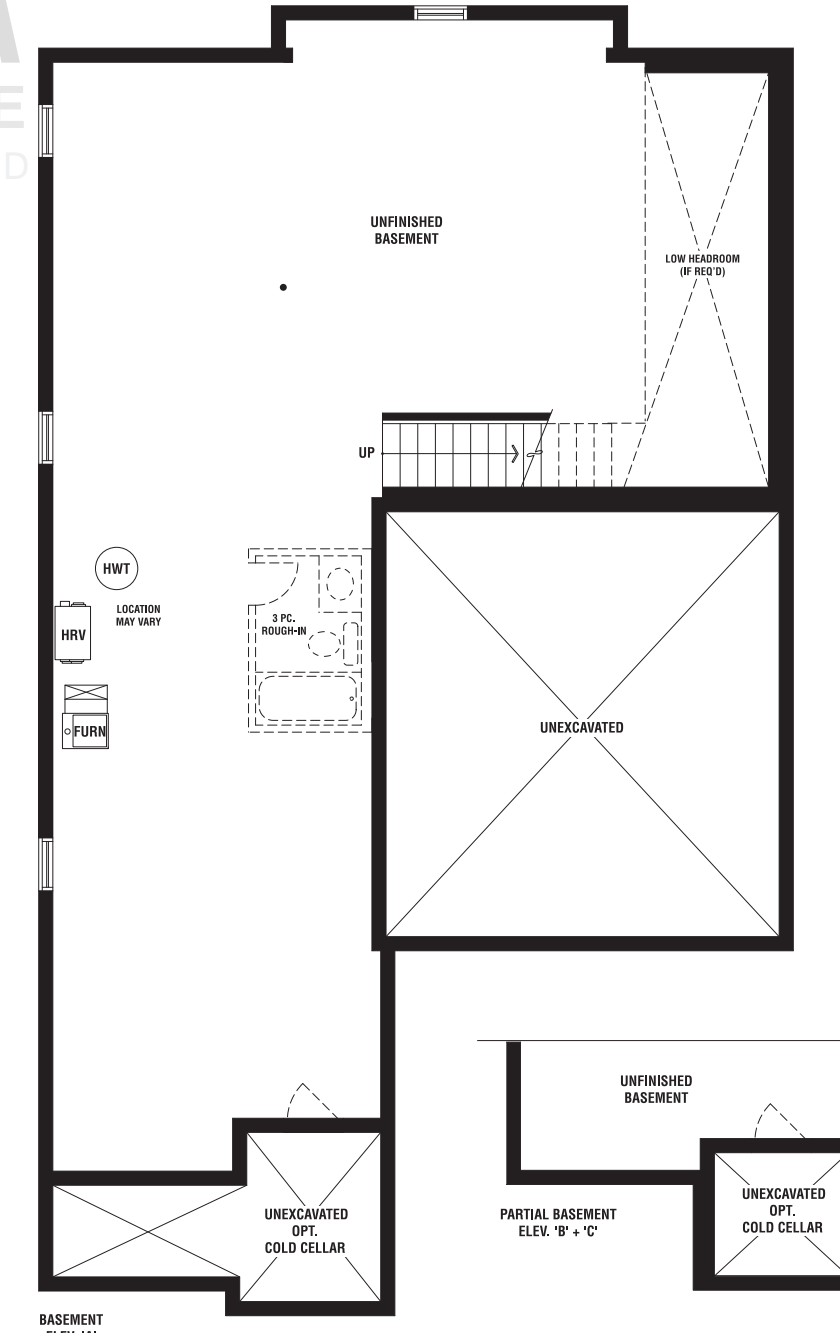 A
E
D
UNFINISHED
BASEMENT
LOW HEADROOM
(IF REQ'D)
UP
HWT
LOCATION
MAY VARY
HRV
3 PC.
ROUGH-IN
FURN
UNEXCAVATED
UNFINISHED
BASEMENT
UNEXCAVATED
OPT.
COLD CELLAR
UNEXCAVATED
OPT.
COLD CELLAR
PARTIAL BASEMENT
ELEV. 'B' + 'C'
BASEMENT
ELEV. 'A'